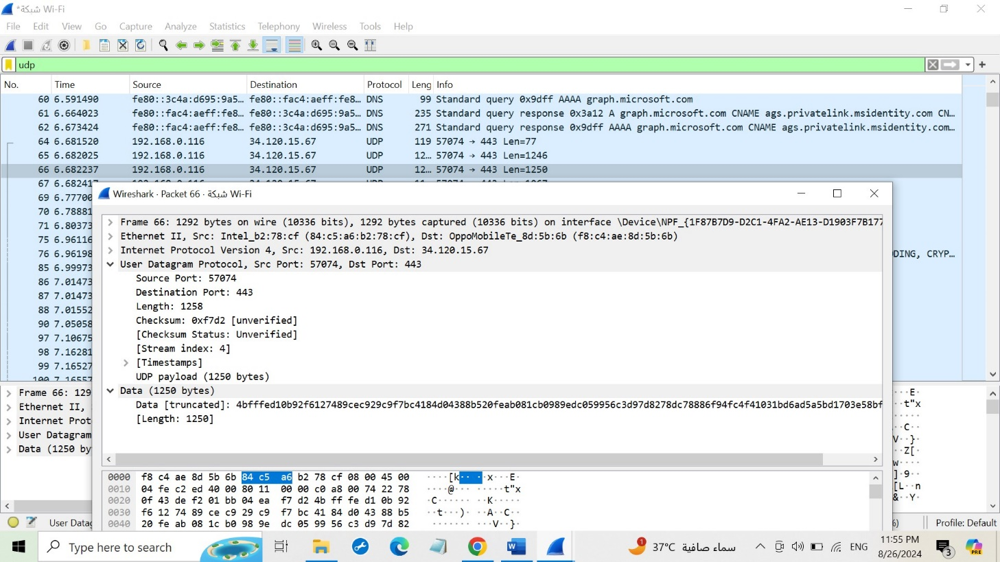 *شبكة Wi-Fi
File Edit View Go Capture Analyze Statistics Telephony Wireless Tools Help
udp
No. Time Source Destination Protocol Leng Info
60 6.591490 fe80::3c4a:d695:9a5… fe80::fac4:aeff:fe8… DNS 99 Standard query 0x9dff AAAA graph.microsoft.com
61 6.664023 fe80::fac4:aeff:fe8… fe80::3c4a:d695:9a5… DNS 235 Standard query response 0x3a12 A graph.microsoft.com CNAME ags.privatelink.msidentity.com CN…
62 6.673424 fe80::fac4:aeff:fe8… fe80::3c4a:d695:9a5… DNS 271 Standard query response 0x9dff AAAA graph.microsoft.com CNAME ags.privatelink.msidentity.com…
64 6.681520 192.168.0.116 34.120.15.67 UDP 119 57074 → 443 Len=77
65 6.682025 192.168.0.116 34.120.15.67 UDP 12… 57074 → 443 Len=1246
66 6.682237 192.168.0.116 34.120.15.67 UDP 12… 57074 → 443 Len=1250
67 6.68241
69 6.77700
70 6.78881
71 6.80373
75 6.96116
76 6.96198 DING, CRYP…
85 6.99973
86 7.01473
87 7.01473
88 7.01552
90 7.05058
97 7.10675
98 7.16281
99 7.16527
100 7.16557
Wireshark · Packet 66 · شبكة Wi-Fi
Frame 66: 1292 bytes on wire (10336 bits), 1292 bytes captured (10336 bits) on interface \Device\NPF_{1F87B7D9-D2C1-4FA2-AE13-D1903F7B177
Ethernet II, Src: Intel_b2:78:cf (84:c5:a6:b2:78:cf), Dst: OppoMobileTe_8d:5b:6b (f8:c4:ae:8d:5b:6b)
Internet Protocol Version 4, Src: 192.168.0.116, Dst: 34.120.15.67
User Datagram Protocol, Src Port: 57074, Dst Port: 443
Source Port: 57074
Destination Port: 443
Length: 1258
Checksum: 0xf7d2 [unverified]
[Checksum Status: Unverified]
[Stream index: 4]
[Timestamps]
UDP payload (1250 bytes)
Data (1250 bytes)
Data [truncated]: 4bfffed10b92f6127489cec929c9f7bc4184d04388b520feab081cb0989edc059956c3d97d8278dc78886f94fc4f41031bd6ad5a5bd1703e58bf
[Length: 1250]
0000 f8 c4 ae 8d 5b 6b 84 c5 a6 b2 78 cf 08 00 45 00 ····[k·· ··x···E·
0010 04 fe c2 ed 40 00 80 11 00 00 c0 a8 00 74 22 78 ····@··· ·····t"x
0020 0f 43 de f2 01 bb 04 ea f7 d2 4b ff fe d1 0b 92 ·C······ ··K·····
0030 f6 12 74 89 ce c9 29 c9 f7 bc 41 84 d0 43 88 b5 ··t···)· ··A··C··
0040 20 fe ab 08 1c b0 98 9e dc 05 99 56 c3 d9 7d 82 ······· ···V··}·
Frame 66: 129
Ethernet II,
Internet Prot
User Datagram
Data (1250 by
User Datag
Profile: Default
Type here to search
1
37°C سماء صافية
ENG
11:55 PM
8/26/2024
3
PRE